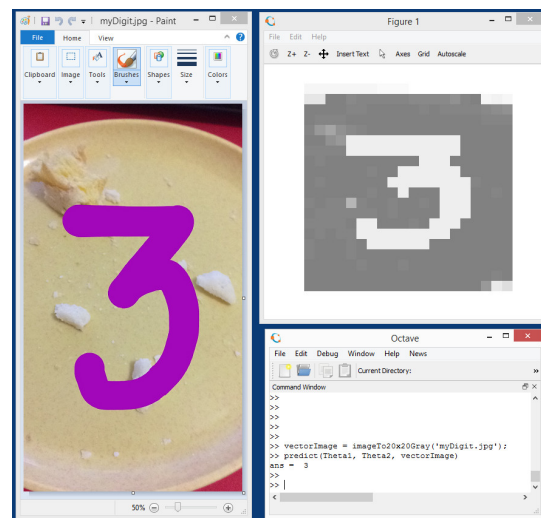 myDigit.jpg - Paint
File Home View
Clipboard Image Tools Brushes Shapes Size Colors
3
50%
Figure 1
File Edit Help
Z+ Z- Insert Text Axes Grid Autoscale
3
Octave
File Edit Debug Window Help News
Current Directory:
Command Window
>>
>>
>>
>>
>> vectorImage = imageTo20x20Gray('myDigit.jpg');
>> predict(Theta1, Theta2, vectorImage)
ans = 3
>>
>>